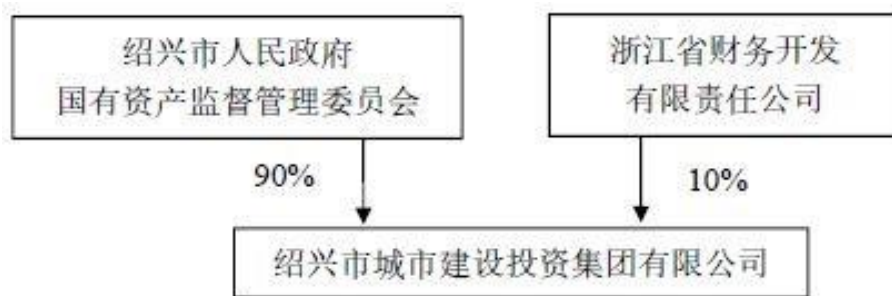 绍兴市人民政府
国有资产监督管理委员会
浙江省财务开发
有限责任公司
90%
10%
绍兴市城市建设投资集团有限公司